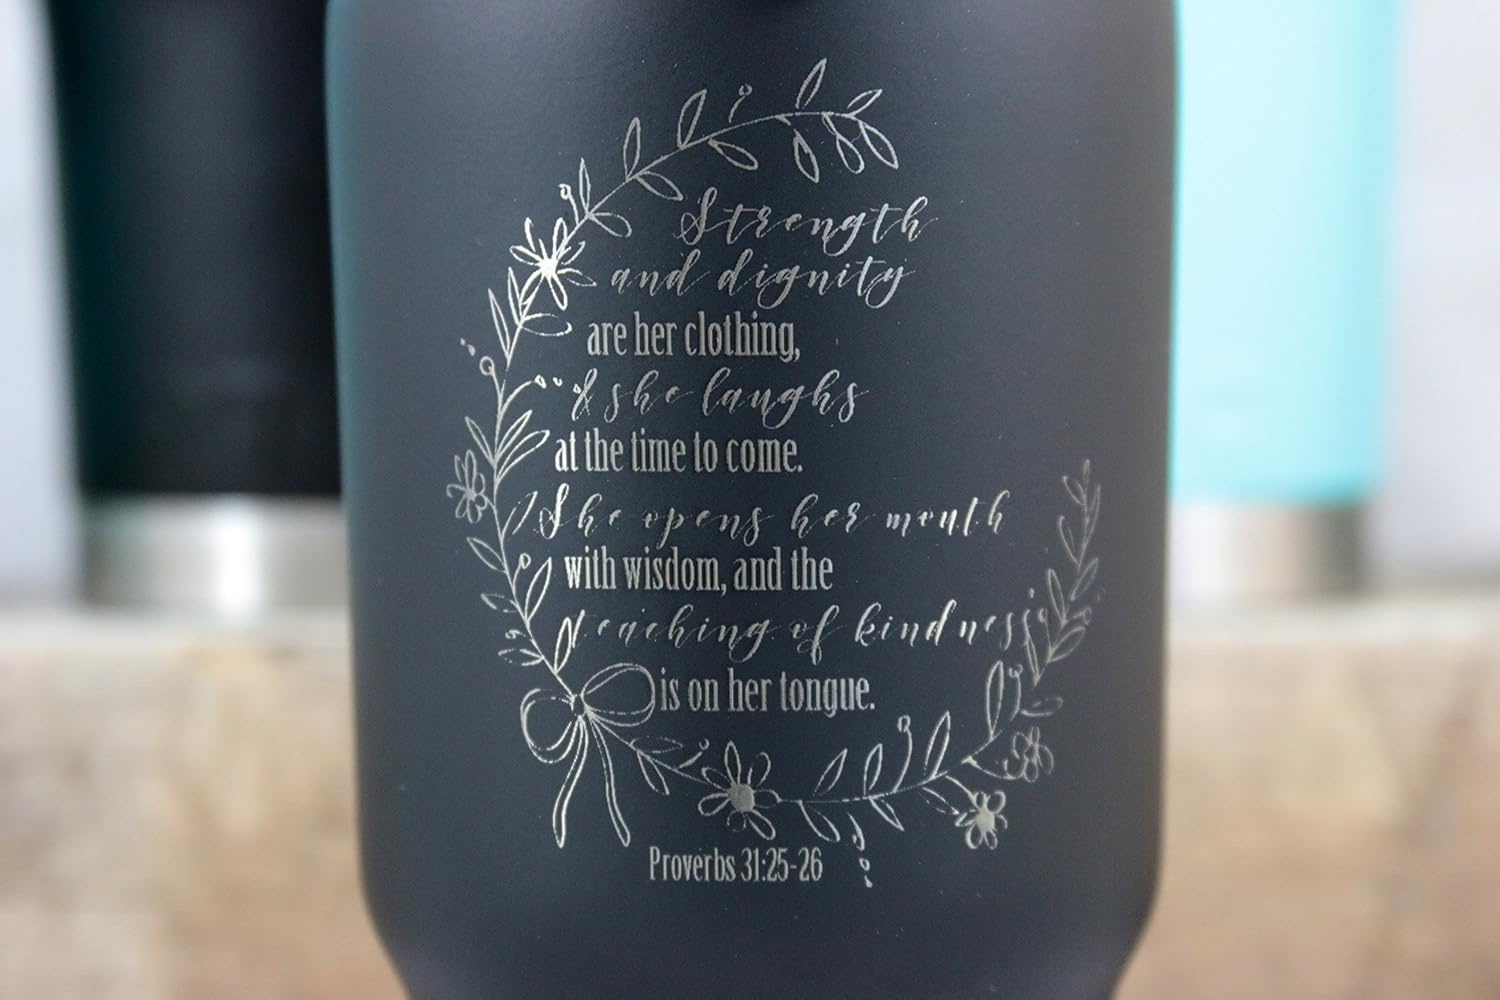 Strength
and dignity
are her clothing,
& she laughs
at the time to come.
She opens her mouth
with wisdom, and the
teaching of kindness
is on her tongue.
Proverbs 31:25-26